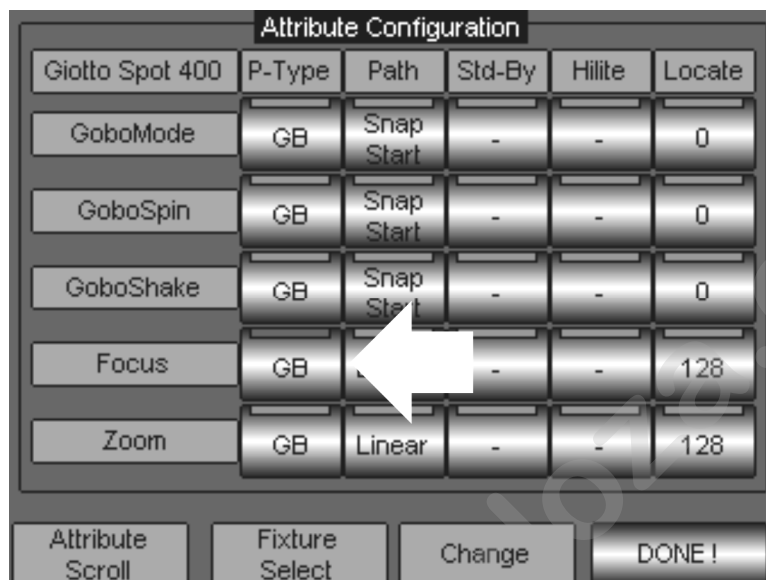 Attribute Configuration
Giotto Spot 400 P-Type Path Std-By Hilite Locate
GoboMode GB Snap Start - - 0
GoboSpin GB Snap Start - - 0
GoboShake GB Snap Start - - 0
Focus GB - - 128
Zoom GB Linear - - 128
Attribute Scroll Fixture Select Change DONE !